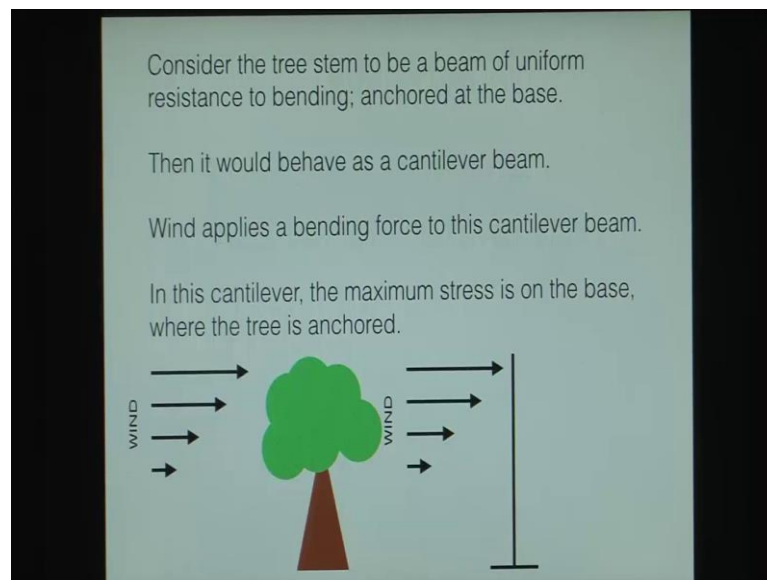 Consider the tree stem to be a beam of uniform
resistance to bending; anchored at the base.
Then it would behave as a cantilever beam.
Wind applies a bending force to this cantilever beam.
In this cantilever, the maximum stress is on the base,
where the tree is anchored.
WIND
WIND